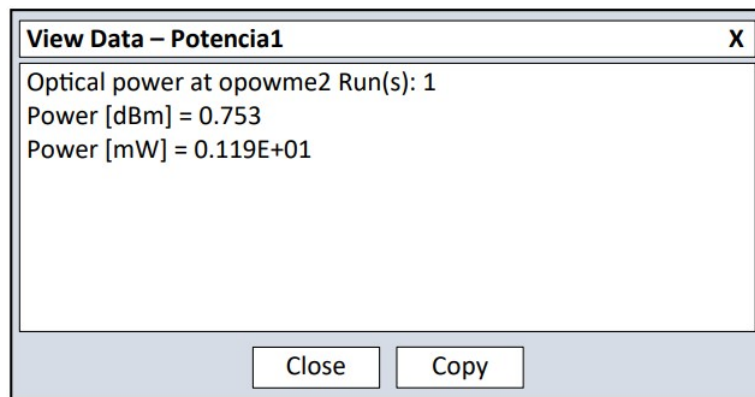 View Data – Potencia1 X
Optical power at opowme2 Run(s): 1
Power [dBm] = 0.753
Power [mW] = 0.119E+01
Close Copy